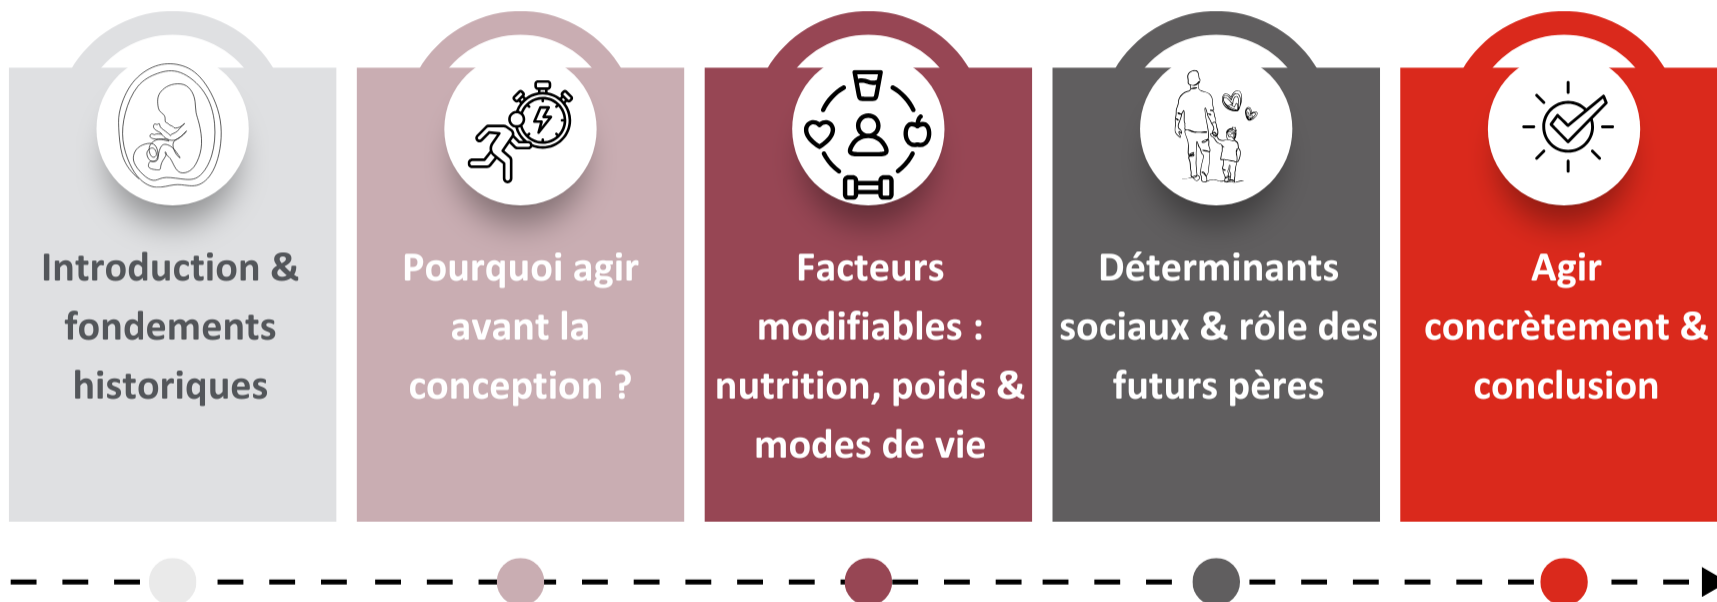 Introduction &
fondements
historiques
Pourquoi agir
avant la
conception ?
Facteurs
modifiables :
nutrition, poids &
modes de vie
Déterminants
sociaux & rôle des
futurs pères
Agir
concrètement &
conclusion